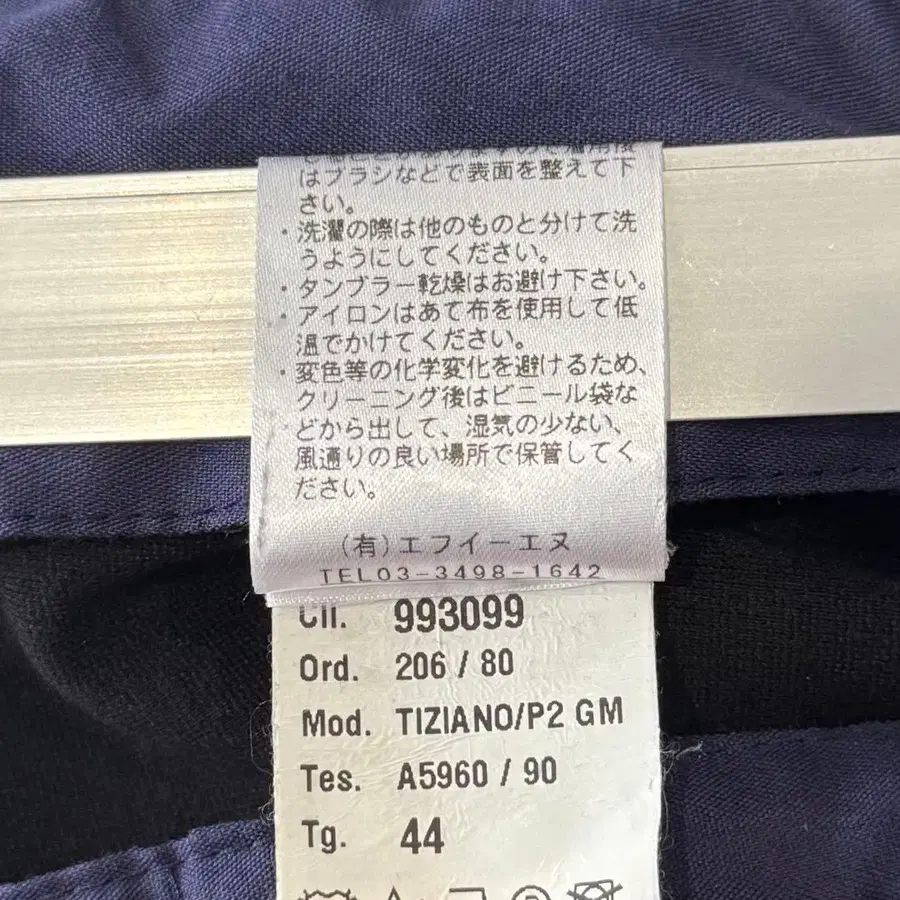 はブラシなどで表面を整えて下
さい。
・洗濯の際は他のものと分けて洗
うようにしてください。
・タンブラー乾燥はお避け下さい。
・アイロンはあて布を使用して低
温でかけてください。
・変色等の化学変化を避けるため、
クリーニング後はビニール袋な
どから出して、湿気の少ない、
風通りの良い場所で保管してく
ださい。
(有)エフイーエヌ
TEL03-3498-1642
Cli. 993099
Ord. 206 / 80
Mod. TIZIANO/P2 GM
Tes. A5960 / 90
Tg. 44